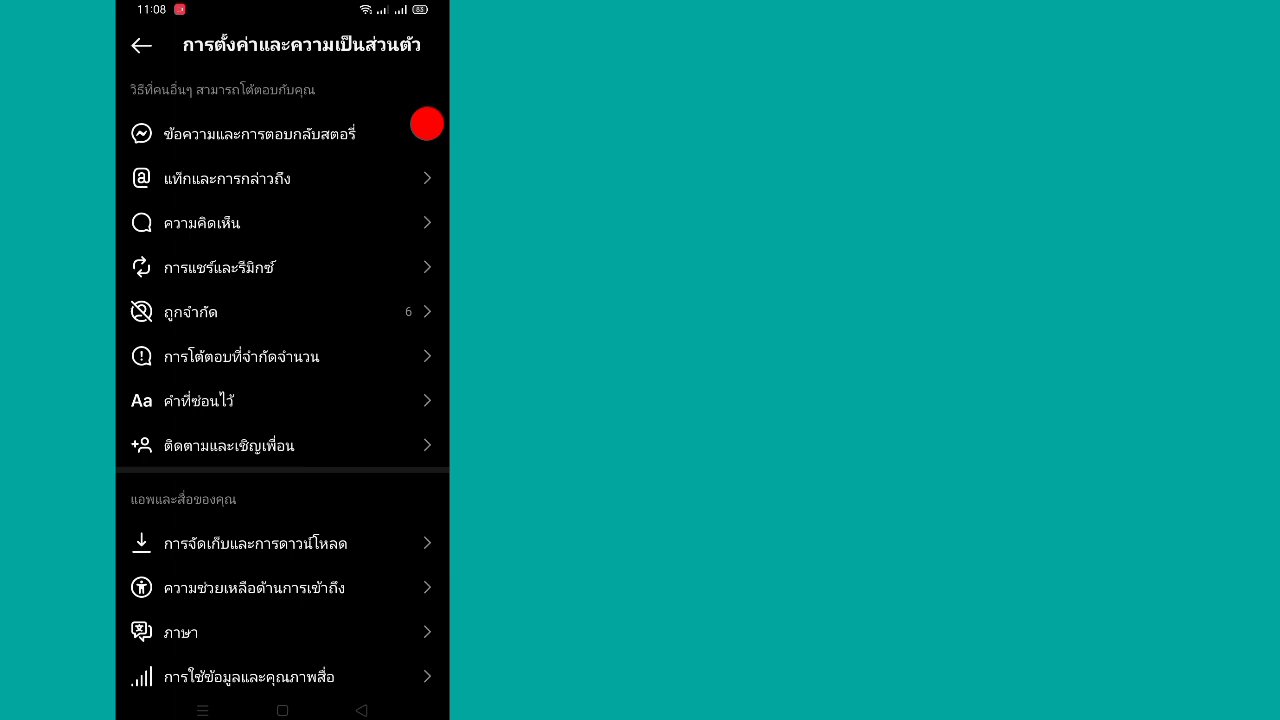 11:08
85
การตั้งค่าและความเป็นส่วนตัว
วิธีที่คนอื่นๆ สามารถโต้ตอบกับคุณ
ข้อความและการตอบกลับสตอรี่
แท็กและการกล่าวถึง
ความคิดเห็น
การแชร์และรีมิกซ์
ถูกจำกัด 6
การโต้ตอบที่จำกัดจำนวน
Aa คำที่ซ่อนไว้
ติดตามและเชิญเพื่อน
แอพและสื่อของคุณ
การจัดเก็บและการดาวน์โหลด
ความช่วยเหลือด้านการเข้าถึง
ภาษา
การใช้ข้อมูลและคุณภาพสื่อ